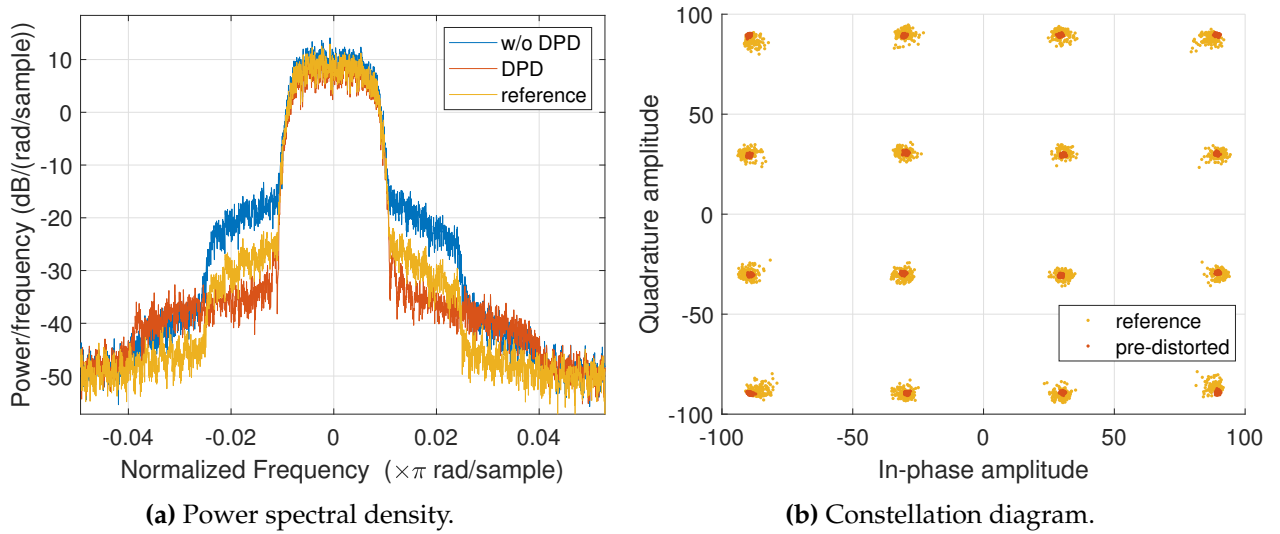 Power/frequency (dB/(rad/sample))
10
0
-10
-20
-30
-40
-50
w/o DPD
DPD
reference
-0.04
-0.02
0
0.02
0.04
Normalized Frequency (×π rad/sample)
(a) Power spectral density.
Quadrature amplitude
100
50
0
-50
-100
reference
pre-distorted
-100
-50
0
50
100
In-phase amplitude
(b) Constellation diagram.